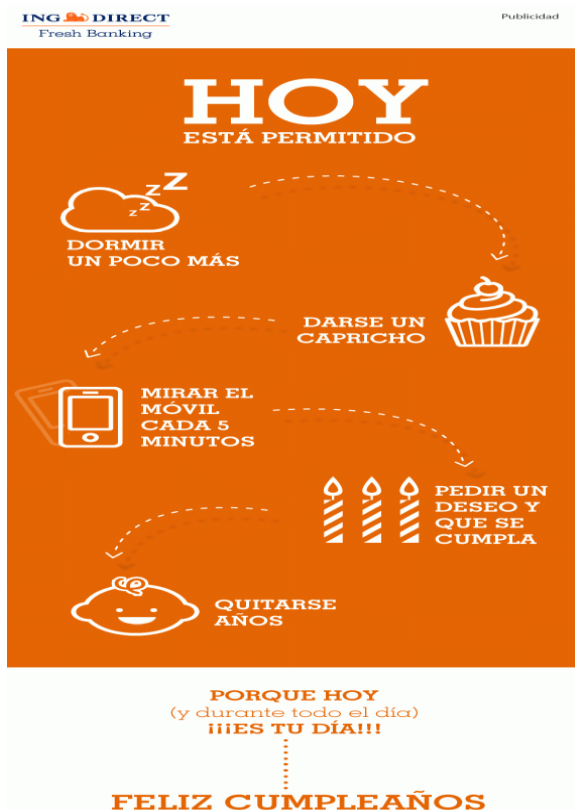 ING DIRECT
Publicidad
Fresh Banking
HOY
ESTÁ PERMITIDO
zzZZ
DORMIR
UN POCO MÁS
DARSE UN
CAPRICHO
MIRAR EL
MÓVIL
CADA 5
MINUTOS
PEDIR UN
DESEO Y
QUE SE
CUMPLA
QUITARSE
AÑOS
PORQUE HOY
(y durante todo el día)
¡¡¡ES TU DÍA!!!
FELIZ CUMPLEAÑOS